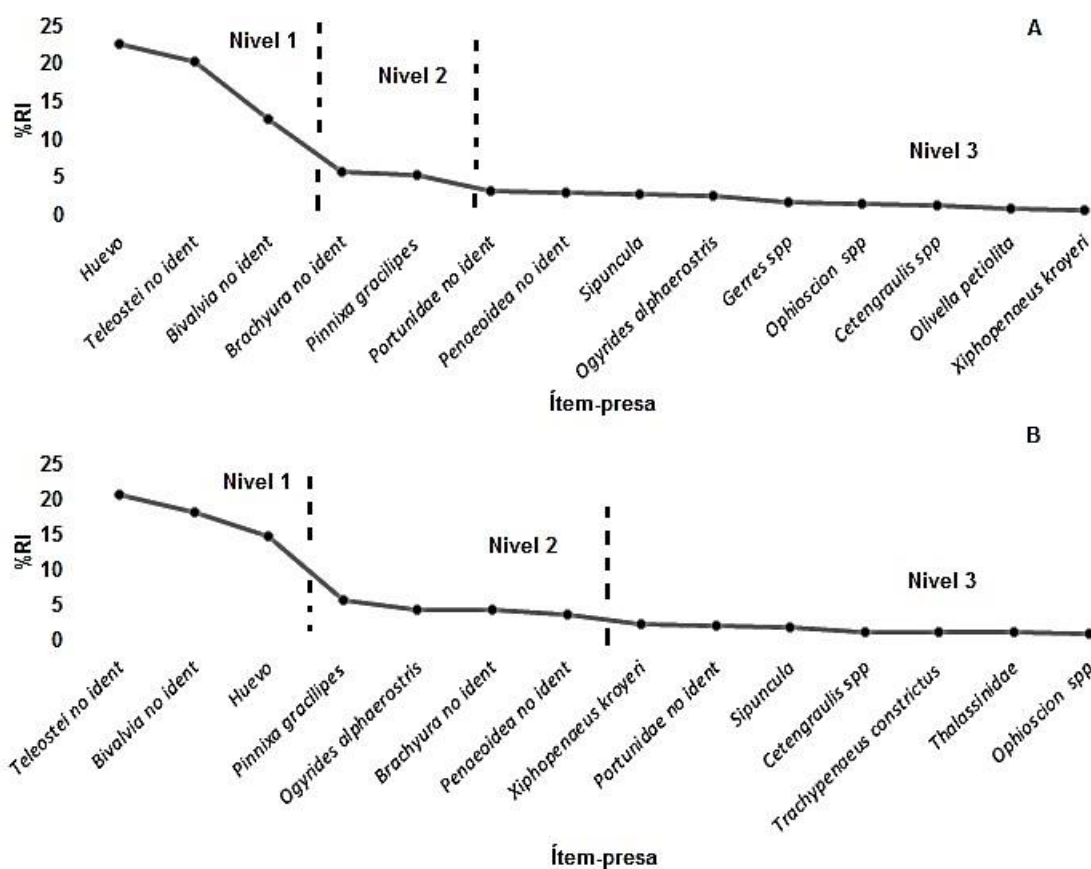 A
25
20
15
10
5
0
%RI
Nivel 1
Nivel 2
Nivel 3
Huevo
Teleostei no ident
Bivalvia no ident
Brachyura no ident
Pinnixa gracilipes
Portunidae no ident
Penaeoidea no ident
Sipuncula
Ogyrides alphaerostris
Gerres spp
Ophioscion spp
Cetengraulis spp
Olivella petiolita
Xiphopenaeus kroyeri
Ítem-presa
B
25
20
15
10
5
0
%RI
Nivel 1
Nivel 2
Nivel 3
Teleostei no ident
Bivalvia no ident
Huevo
Pinnixa gracilipes
Ogyrides alphaerostris
Brachyura no ident
Penaeoidea no ident
Xiphopenaeus kroyeri
Portunidae no ident
Sipuncula
Cetengraulis spp
Trachypenaeus constrictus
Thalassinidae
Ophioscion spp
Ítem-presa